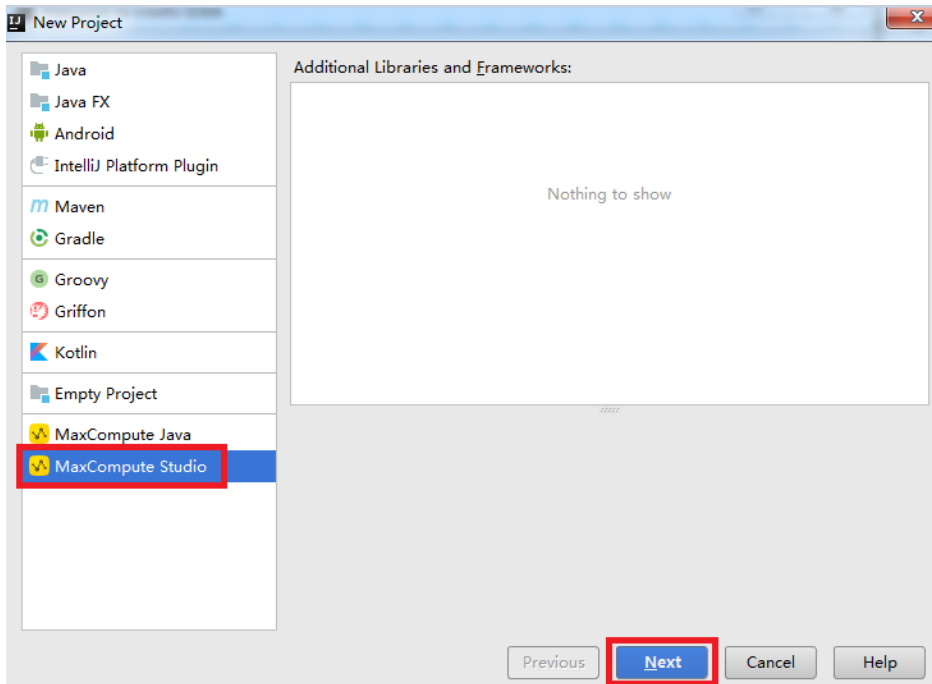 New Project
Java
Java FX
Android
IntelliJ Platform Plugin
Maven
Gradle
Groovy
Griffon
Kotlin
Empty Project
MaxCompute Java
MaxCompute Studio
Additional Libraries and Frameworks:
Nothing to show
Previous
Next
Cancel
Help